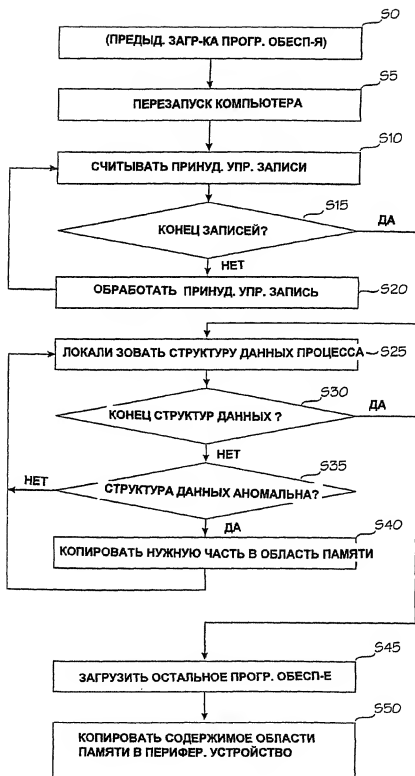 S0
(ПРЕДЫД. ЗАГР-КА ПРОГР. ОБЕСП-Я)
S5
ПЕРЕЗАПУСК КОМПЬЮТЕРА
S10
СЧИТЫВАТЬ ПРИНУД. УПР. ЗАПИСИ
S15
КОНЕЦ ЗАПИСЕЙ?
ДА
НЕТ
S20
ОБРАБОТАТЬ ПРИНУД. УПР. ЗАПИСЬ
ЛОКАЛИ ЗОВАТЬ СТРУКТУРУ ДАННЫХ ПРОЦЕССА S25
S30
КОНЕЦ СТРУКТУР ДАННЫХ ?
ДА
НЕТ
S35
НЕТ
СТРУКТУРА ДАННЫХ АНОМАЛЬНА?
ДА
S40
КОПИРОВАТЬ НУЖНУЮ ЧАСТЬ В ОБЛАСТЬ ПАМЯТИ
S45
ЗАГРУЗИТЬ ОСТАЛЬНОЕ ПРОГР. ОБЕСП-Е
S50
КОПИРОВАТЬ СОДЕРЖИМОЕ ОБЛАСТИ
ПАМЯТИ В ПЕРИФЕР. УСТРОЙСТВО